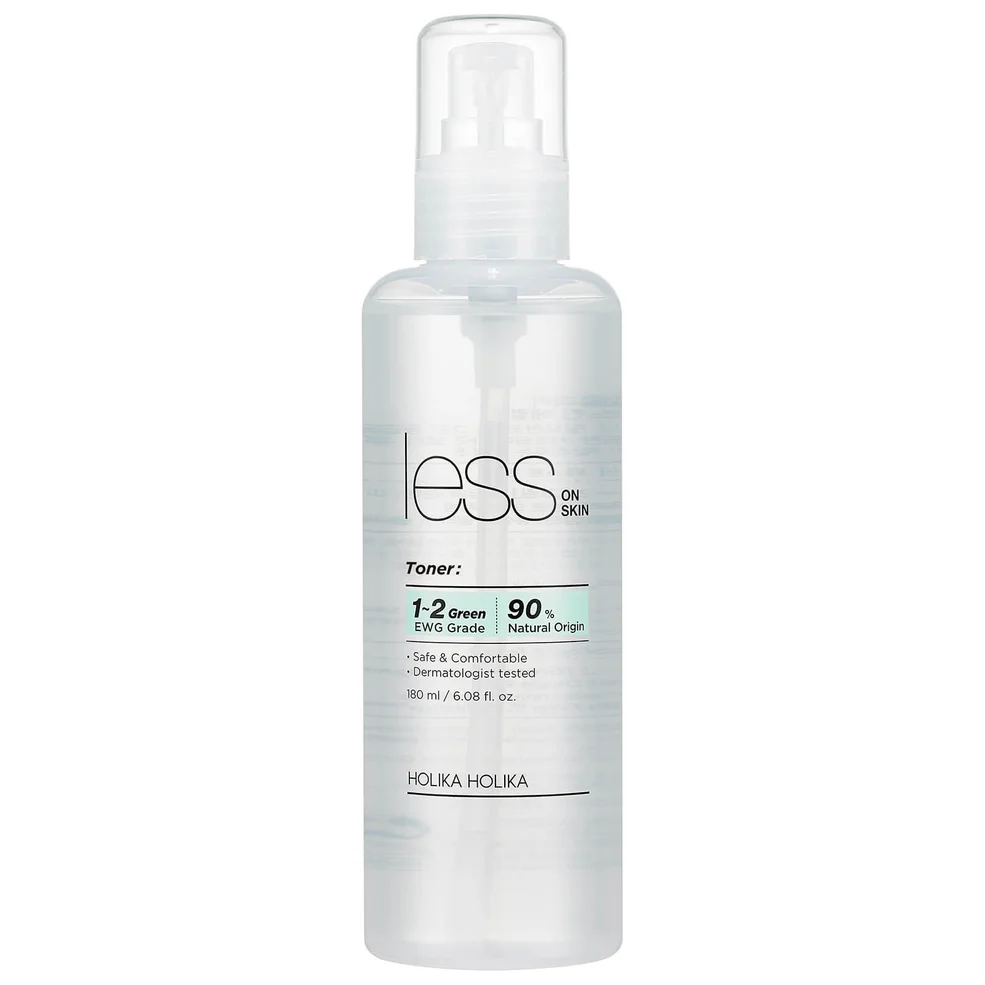 less ON
SKIN
Toner:
1~2 Green 90%
EWG Grade Natural Origin
· Safe & Comfortable
· Dermatologist tested
180 ml / 6.08 fl. oz.
HOLIKA HOLIKA